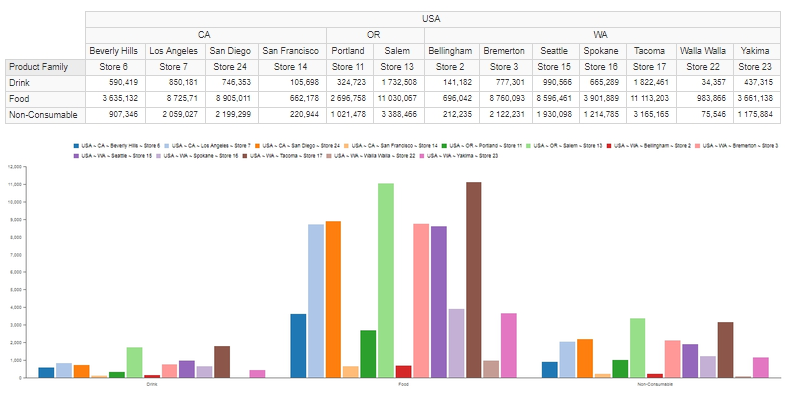 USA
CA OR WA
Beverly Hills Los Angeles San Diego San Francisco Portland Salem Bellingham Bremerton Seattle Spokane Tacoma Walla Walla Yakima
Product Family Store 6 Store 7 Store 24 Store 14 Store 11 Store 13 Store 2 Store 3 Store 15 Store 16 Store 17 Store 22 Store 23
Drink 590,419 850,181 746,353 105,698 324,723 1 732,508 141,182 777,301 990,566 665,289 1 822,461 34,357 437,315
Food 3 635,132 8 725,71 8 905,011 662,178 2 696,758 11 030,067 696,042 8 760,093 8 596,461 3 901,889 11 113,203 983,866 3 661,138
Non-Consumable 907,346 2 059,027 2 199,299 220,944 1 021,478 3 388,466 212,235 2 122,231 1 930,098 1 214,785 3 165,165 75,546 1 175,884
USA ~ CA ~ Beverly Hills ~ Store 6 USA ~ CA ~ Los Angeles ~ Store 7 USA ~ CA ~ San Diego ~ Store 24 USA ~ CA ~ San Francisco ~ Store 14 USA ~ OR ~ Portland ~ Store 11 USA ~ OR ~ Salem ~ Store 13 USA ~ WA ~ Bellingham ~ Store 2 USA ~ WA ~ Bremerton ~ Store 3
USA ~ WA ~ Seattle ~ Store 15 USA ~ WA ~ Spokane ~ Store 16 USA ~ WA ~ Tacoma ~ Store 17 USA ~ WA ~ Walla Walla ~ Store 22 USA ~ WA ~ Yakima ~ Store 23
12,000
11,000
10,000
9,000
8,000
7,000
6,000
5,000
4,000
3,000
2,000
1,000
0
Drink Food Non-Consumable